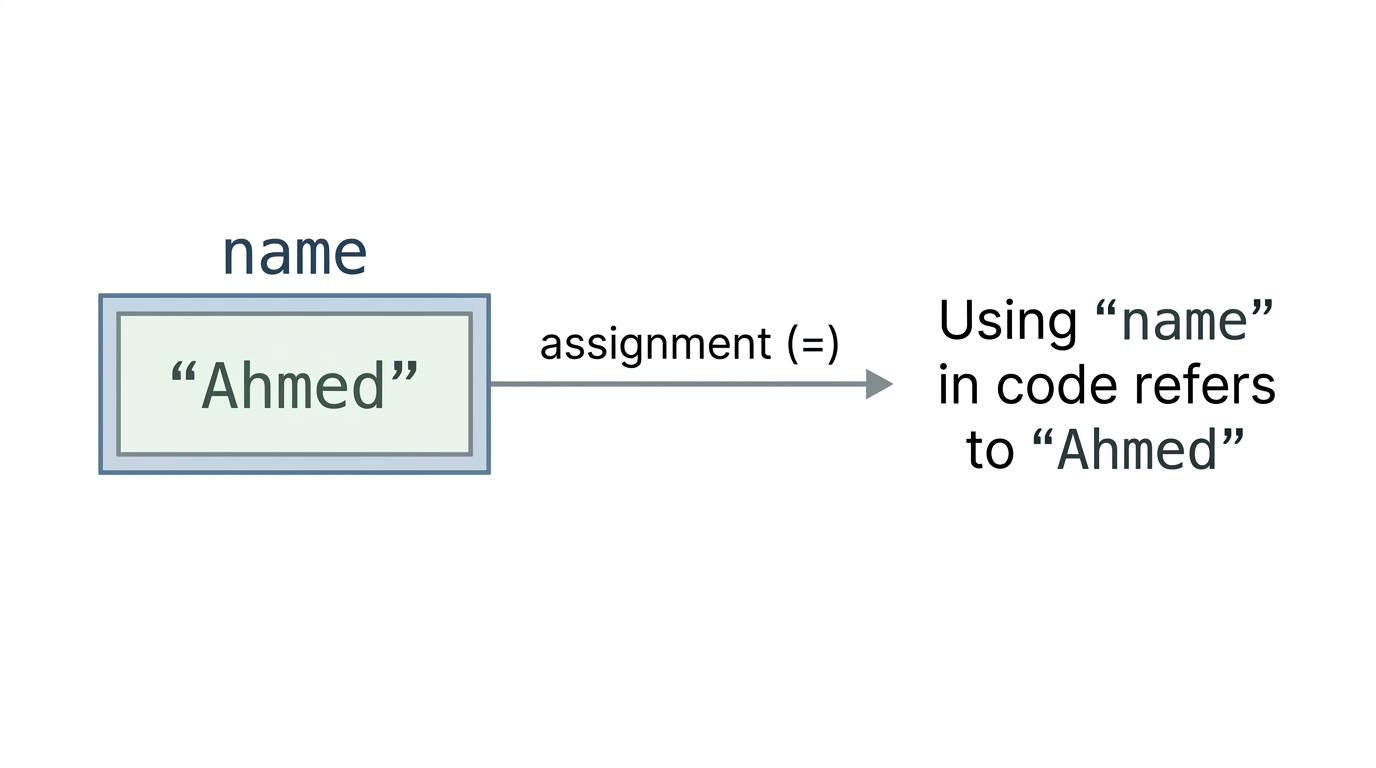 name
“Ahmed”
assignment (=)
Using “name”
in code refers
to “Ahmed”